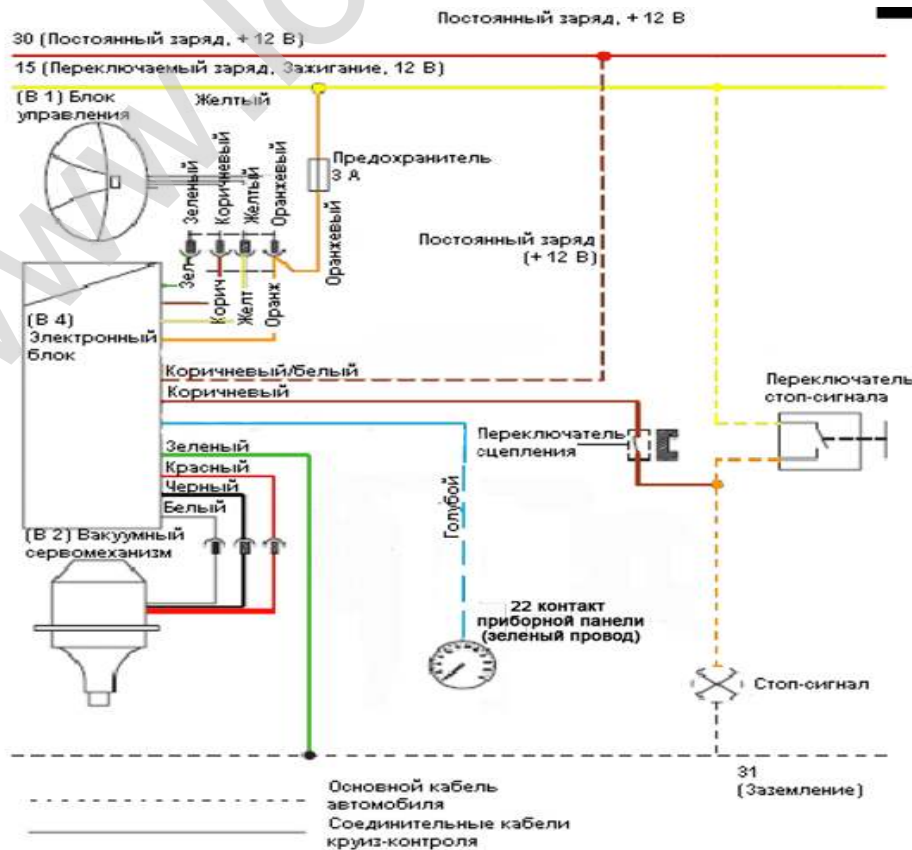 Постоянный заряд, + 12 В
30 (Постоянный заряд, + 12 В)
15 (Переключаемый заряд, Зажигание, 12 В)
(В 1) Блок
управления
Желтый
Зеленый
Коричневый
Желтый
Оранжевый
Предохранитель
3 А
Оранжевый
Зел
Корич
Желт
Оранж
Постоянный заряд
(+ 12 В)
(В 4)
Электронный
блок
Коричневый/белый
Коричневый
Переключатель
стоп-сигнала
Переключатель
сцепления
Зеленый
Красный
Черный
Белый
Голубой
(В 2) Вакуумный
сервомеханизм
22 контакт
приборной панели
(зеленый провод)
Стоп-сигнал
31
(Заземление)
Основной кабель
автомобиля
Соединительные кабели
круиз-контроля